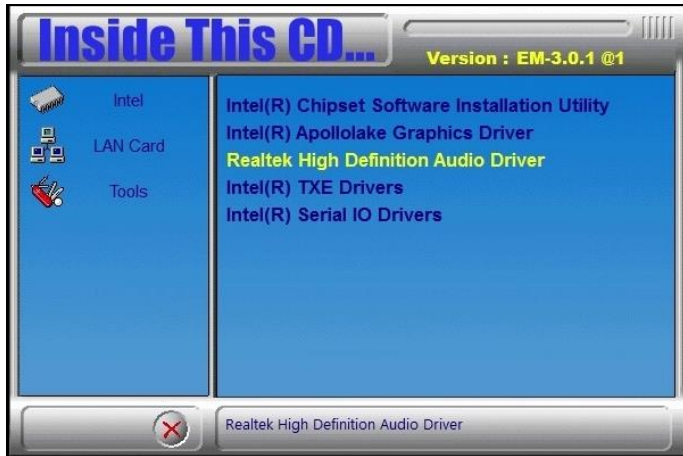 Inside This CD...
Version : EM-3.0.1 @1
Intel
LAN Card
Tools
Intel(R) Chipset Software Installation Utility
Intel(R) Apollolake Graphics Driver
Realtek High Definition Audio Driver
Intel(R) TXE Drivers
Intel(R) Serial IO Drivers
Realtek High Definition Audio Driver